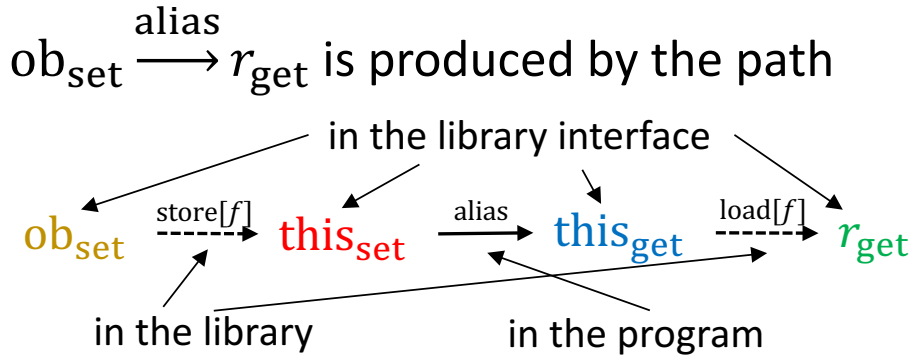 ob_set —alias→ r_get is produced by the path
in the library interface
ob_set --store[f]--> this_set —alias→ this_get --load[f]--> r_get
in the library in the program